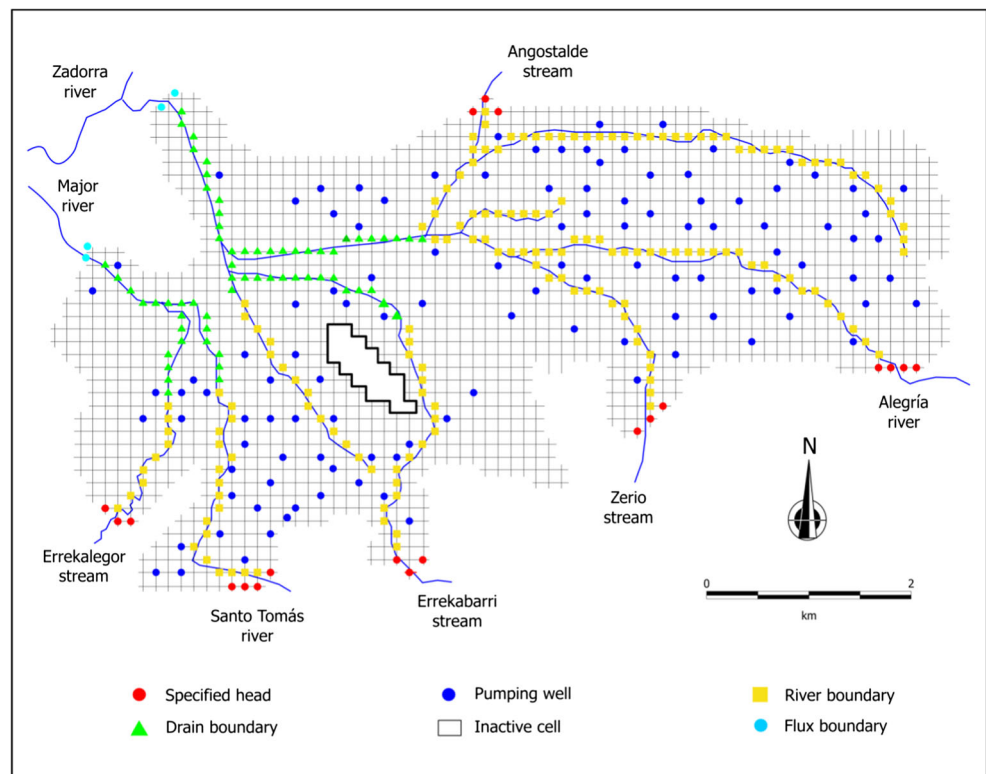 Angostalde
stream
Zadorra
river
Major
river
N
Alegría
river
Zerio
stream
Errekalegor
stream
Santo Tomás
river
Errekabarri
stream
0 2
km
Specified head
Pumping well
River boundary
Drain boundary
Inactive cell
Flux boundary